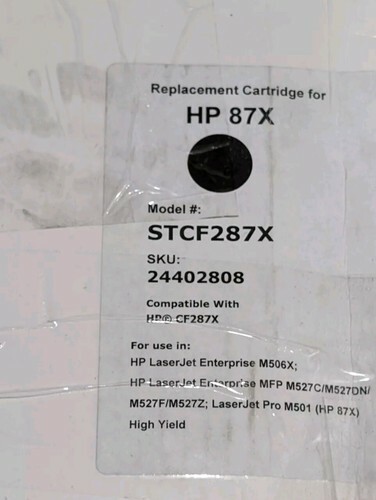 Replacement Cartridge for
HP 87X
Model #:
STCF287X
SKU:
24402808
Compatible With
HP® CF287X
For use in:
HP LaserJet Enterprise M506X;
HP LaserJet Enterprise MFP M527C/M527DN/
M527F/M527Z; LaserJet Pro M501 (HP 87X)
High Yield